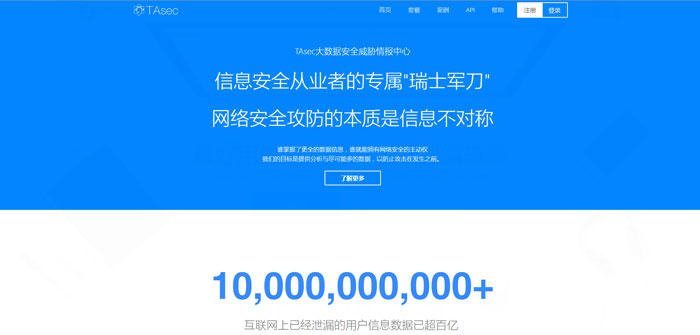 TAsec
首页 套餐 案例 API 帮助 注册 登录
TAsec大数据安全威胁情报中心
信息安全从业者的专属"瑞士军刀"
网络安全攻防的本质是信息不对称
谁掌握了更全的数据信息，谁就能拥有网络安全的主动权
我们的目标是提供分析与尽可能多的数据，以防止攻击在发生之前。
了解更多
10,000,000,000+
互联网上已经泄漏的用户信息数据已超百亿